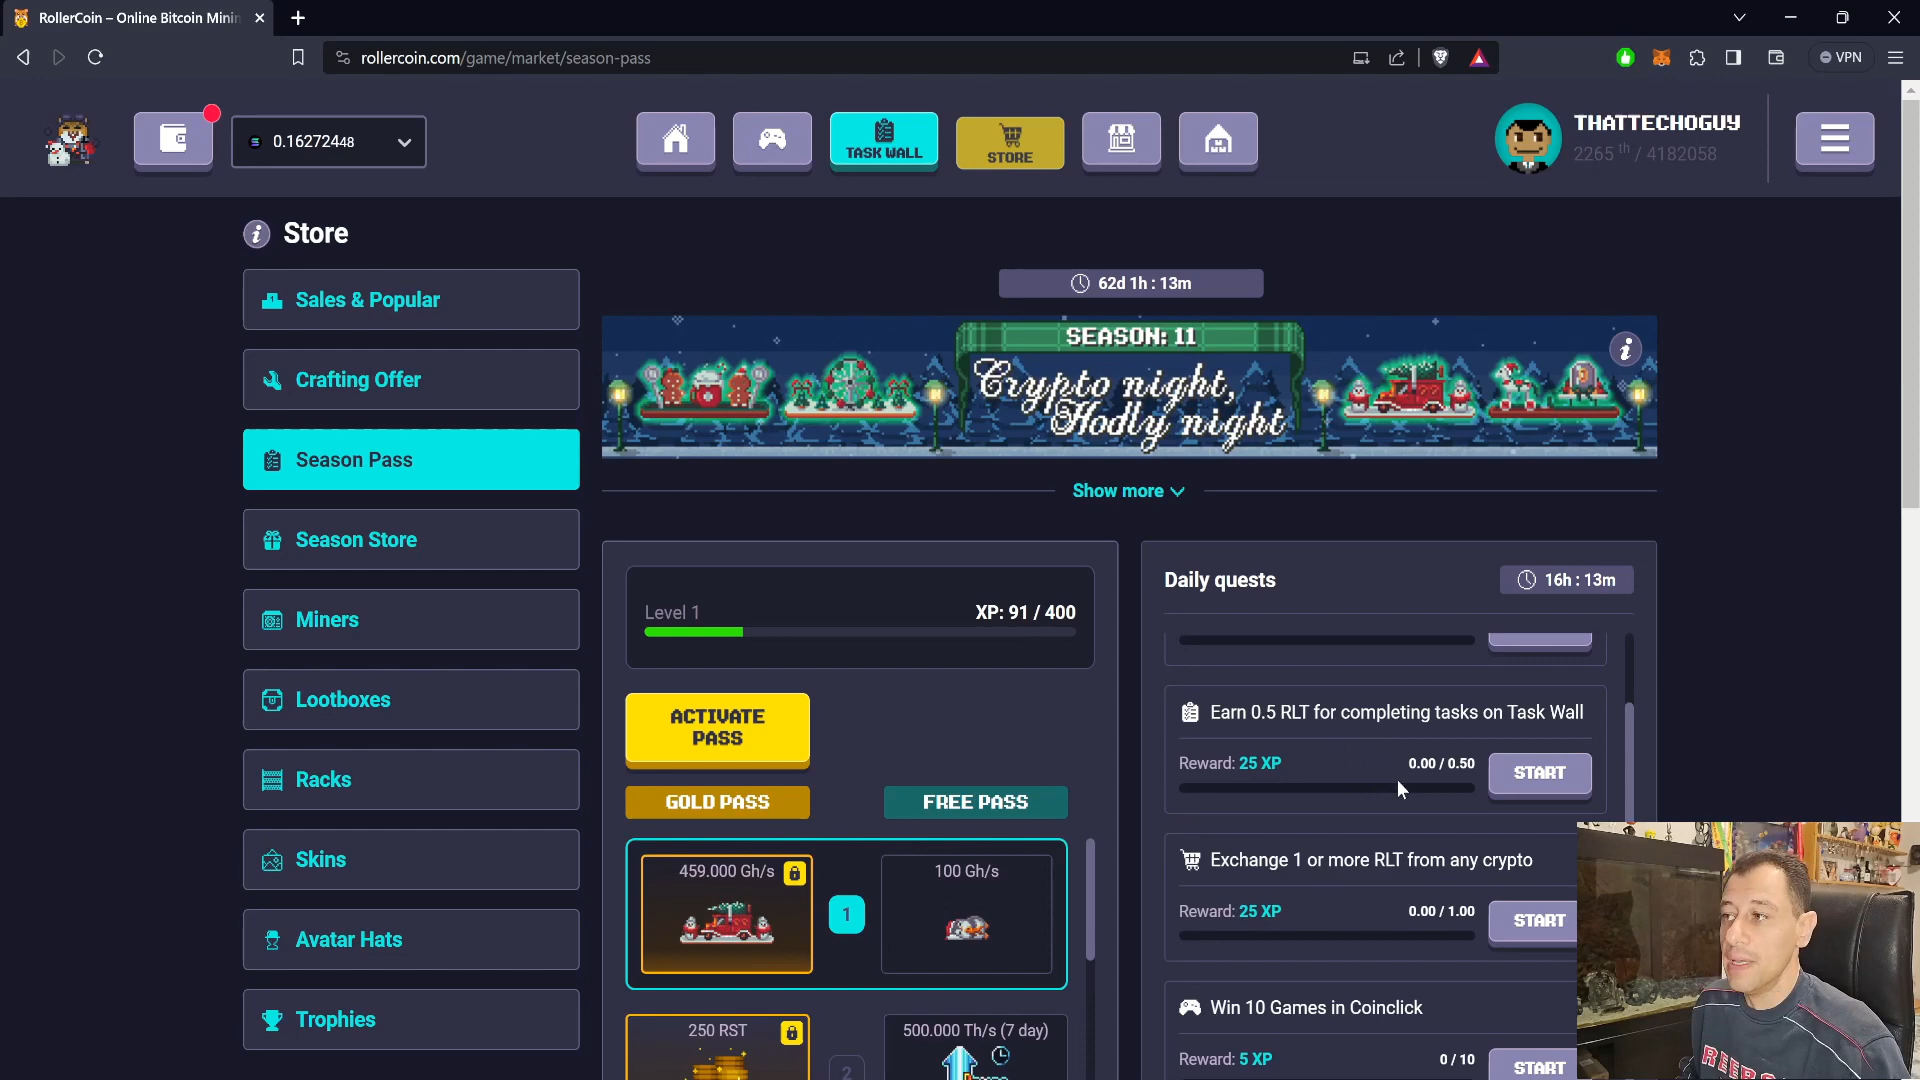 RollerCoin – Online Bitcoin Minin
rollercoin.com/game/market/season-pass
VPN
0.16272448
TASK WALL
STORE
THATTECHOGUY
2265 th / 4182058
Store
Sales & Popular
Crafting Offer
Season Pass
Season Store
Miners
Lootboxes
Racks
Skins
Avatar Hats
Trophies
62d 1h : 13m
SEASON: 11
Crypto night,
Hodly night
Show more
Level 1
XP: 91 / 400
ACTIVATE
PASS
GOLD PASS
FREE PASS
459.000 Gh/s
1
100 Gh/s
250 RST
2
500.000 Th/s (7 day)
Daily quests
16h : 13m
Earn 0.5 RLT for completing tasks on Task Wall
Reward: 25 XP
0.00 / 0.50
START
Exchange 1 or more RLT from any crypto
Reward: 25 XP
0.00 / 1.00
START
Win 10 Games in Coinclick
Reward: 5 XP
0 / 10
START